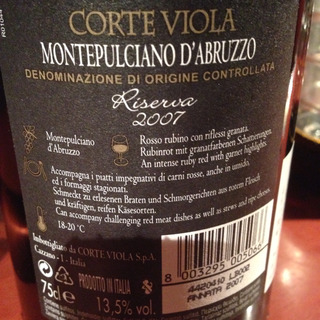 CORTE VIOLA
MONTEPULCIANO D'ABRUZZO
DENOMINAZIONE DI ORIGINE CONTROLLATA
Riserva
2007
Montepulciano
d'Abruzzo
Rosso rubino con riflessi granata.
Rubinrot mit granatfarbenen Schattierungen.
An intense ruby red with garnet highlights.
Accompagna i piatti impegnativi di carni rosse, anche in umido,
ed i formaggi stagionati.
Schmeckt zu erlesenen Braten und Schmorgerichten aus rotem Fleisch
und kräftigen, reifen Käsesorten.
Can accompany challenging red meat dishes as well as stews and ripe cheeses.
18-20 °C
Imbottigliato da CORTE VIOLA S.p.A.
- I - Italia
PRODOTTO IN ITALIA
75cl e
13,5% vol.
8 003295 005066
L3002
ANNATA 2007